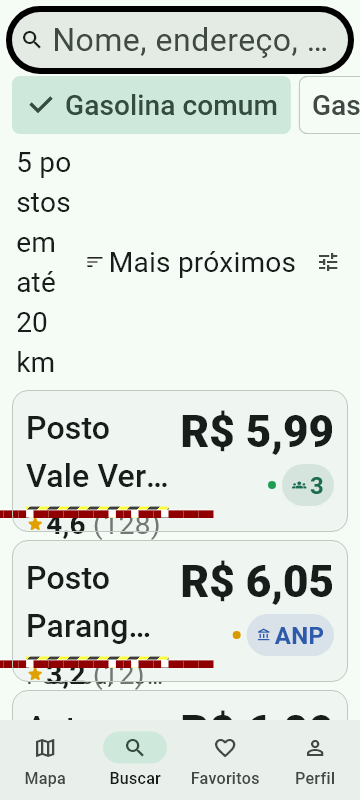 Nome, endereço, ...
Gasolina comum
Gas
5 po
stos
em
até
20
km
Mais próximos
Posto
Vale Ver...
R$ 5,99
3
4,6 (128)
Posto
Parang...
R$ 6,05
ANP
3,2 (12)...
Mapa
Buscar
Favoritos
Perfil